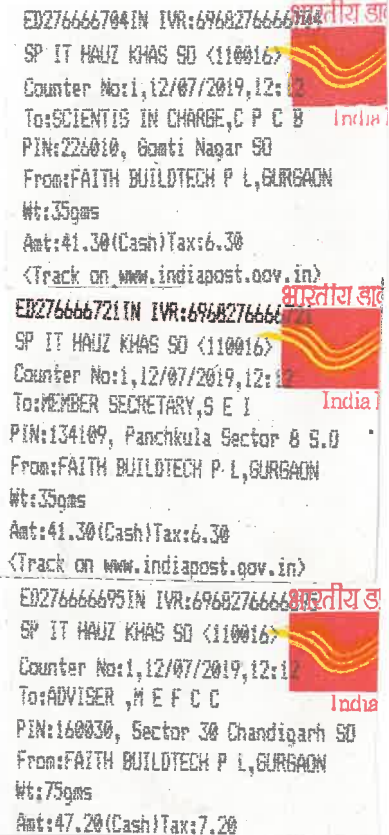 ED276666704IN IVR:6968276666704
भारतीय डाक
SP IT HAUZ KHAS SO <110016>
Counter No:1,12/07/2019,12:12
To:SCIENTIS IN CHARGE,C P C B
India
PIN:226010, Gomti Nagar SO
From:FAITH BUILDTECH P L,GURGAON
Wt:35gms
Amt:41.30(Cash)Tax:6.30
<Track on www.indiapost.gov.in>
भारतीय डाक
ED276666721IN IVR:6968276666721
SP IT HAUZ KHAS SO <110016>
Counter No:1,12/07/2019,12:12
To:MEMBER SECRETARY,S E I
India
PIN:134109, Panchkula Sector 8 S.O
From:FAITH BUILDTECH P L,GURGAON
Wt:35gms
Amt:41.30(Cash)Tax:6.30
<Track on www.indiapost.gov.in>
ED276666695IN IVR:6968276666695
भारतीय डा
SP IT HAUZ KHAS SO <110016>
Counter No:1,12/07/2019,12:12
To:ADVISER ,M E F C C
India
PIN:160030, Sector 30 Chandigarh SO
From:FAITH BUILDTECH P L,GURGAON
Wt:75gms
Amt:47.20(Cash)Tax:7.20